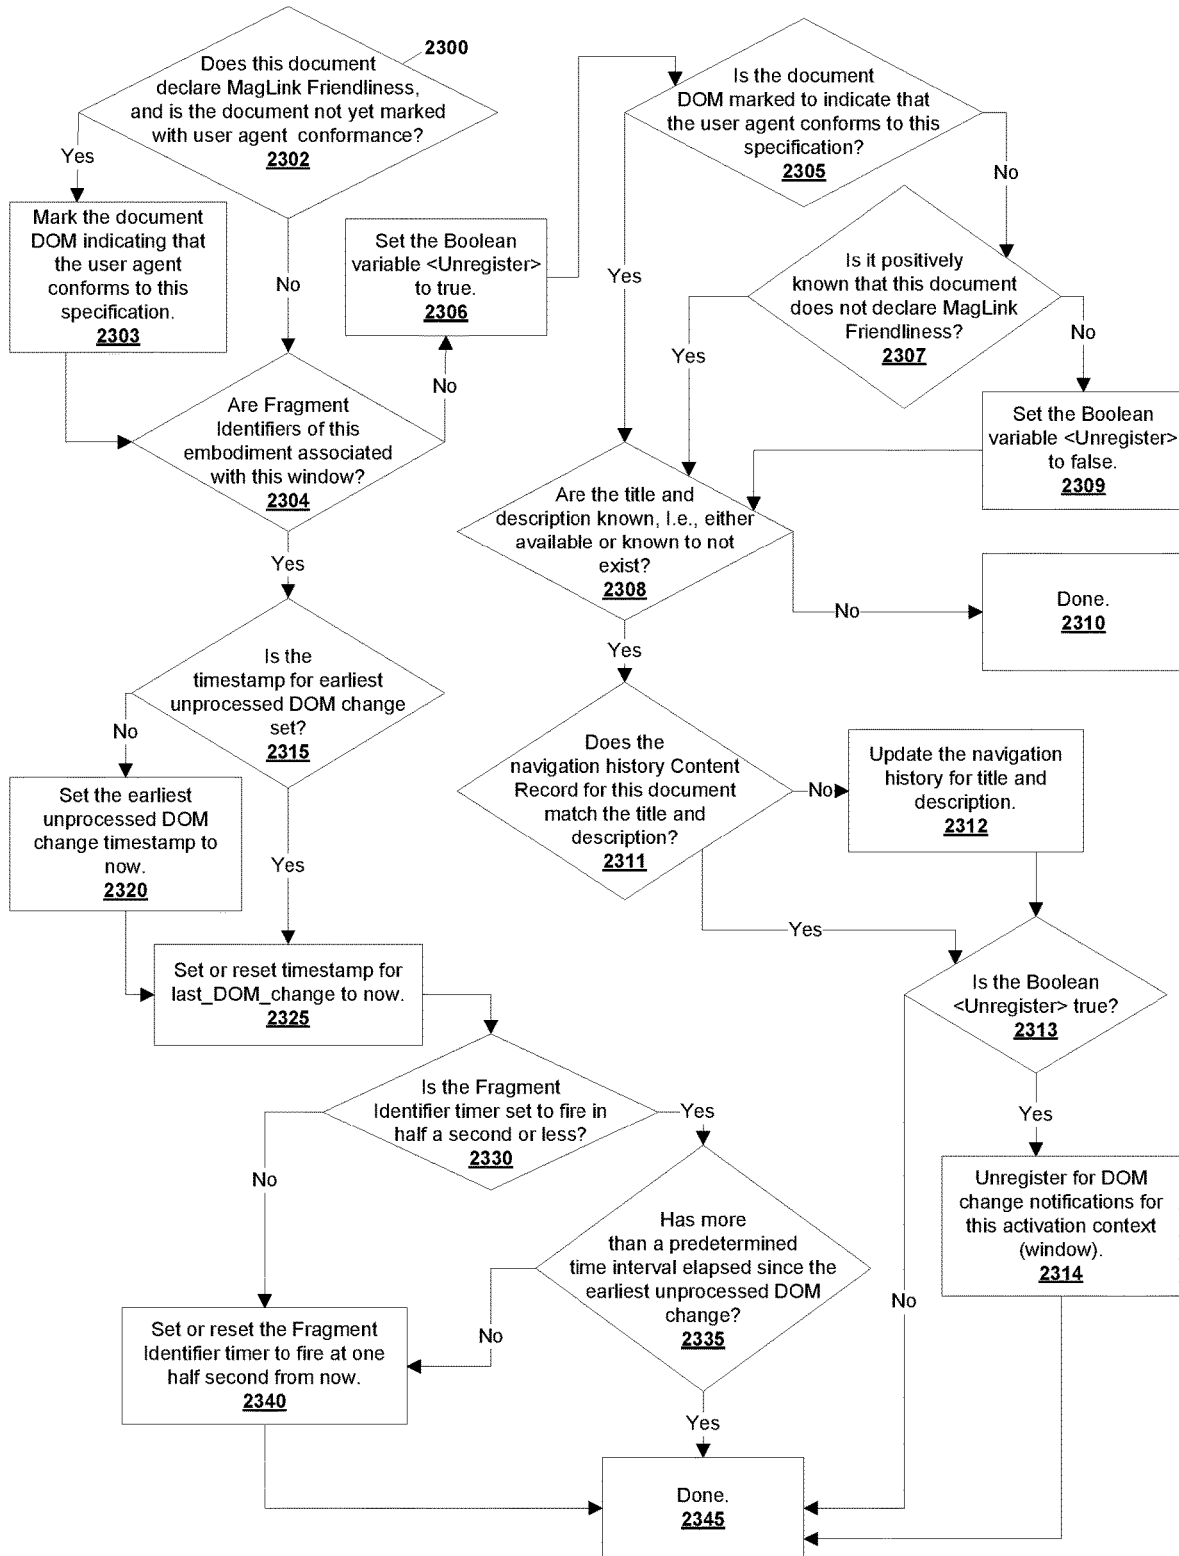 2300
Does this document
declare MagLink Friendliness,
and is the document not yet marked
with user agent conformance?
2302
Yes
No
Mark the document
DOM indicating that
the user agent
conforms to this
specification.
2303
Set the Boolean
variable <Unregister>
to true.
2306
No
Are Fragment
Identifiers of this
embodiment associated
with this window?
2304
Yes
Is the
timestamp for earliest
unprocessed DOM change
set?
2315
No
Yes
Set the earliest
unprocessed DOM
change timestamp to
now.
2320
Set or reset timestamp for
last_DOM_change to now.
2325
Is the Fragment
Identifier timer set to fire in
half a second or less?
2330
Yes
No
Has more
than a predetermined
time interval elapsed since the
earliest unprocessed DOM
change?
2335
No
Yes
Set or reset the Fragment
Identifier timer to fire at one
half second from now.
2340
Done.
2345
Is the document
DOM marked to indicate that
the user agent conforms to this
specification?
2305
No
Yes
Is it positively
known that this document
does not declare MagLink
Friendliness?
2307
Yes
No
Set the Boolean
variable <Unregister>
to false.
2309
Are the title and
description known, I.e., either
available or known to not
exist?
2308
No
Done.
2310
Yes
Does the
navigation history Content
Record for this document
match the title and
description?
2311
No
Update the navigation
history for title and
description.
2312
Yes
Is the Boolean
<Unregister> true?
2313
Yes
No
Unregister for DOM
change notifications for
this activation context
(window).
2314